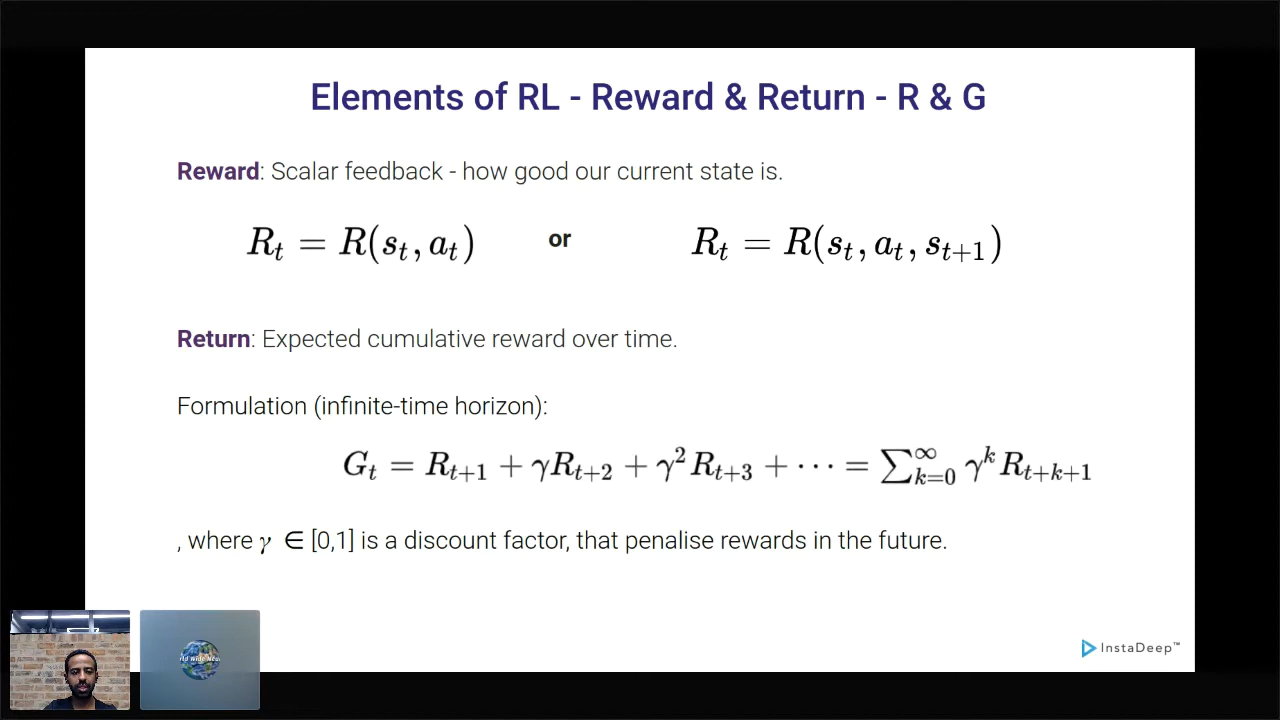 Elements of RL - Reward & Return - R & G
Reward: Scalar feedback - how good our current state is.
R_t = R(s_t, a_t) or R_t = R(s_t, a_t, s_{t+1})
Return: Expected cumulative reward over time.
Formulation (infinite-time horizon):
G_t = R_{t+1} + γR_{t+2} + γ^2 R_{t+3} + ⋯ = ∑_{k=0}^∞ γ^k R_{t+k+1}
, where γ ∈ [0,1] is a discount factor, that penalise rewards in the future.
InstaDeep™